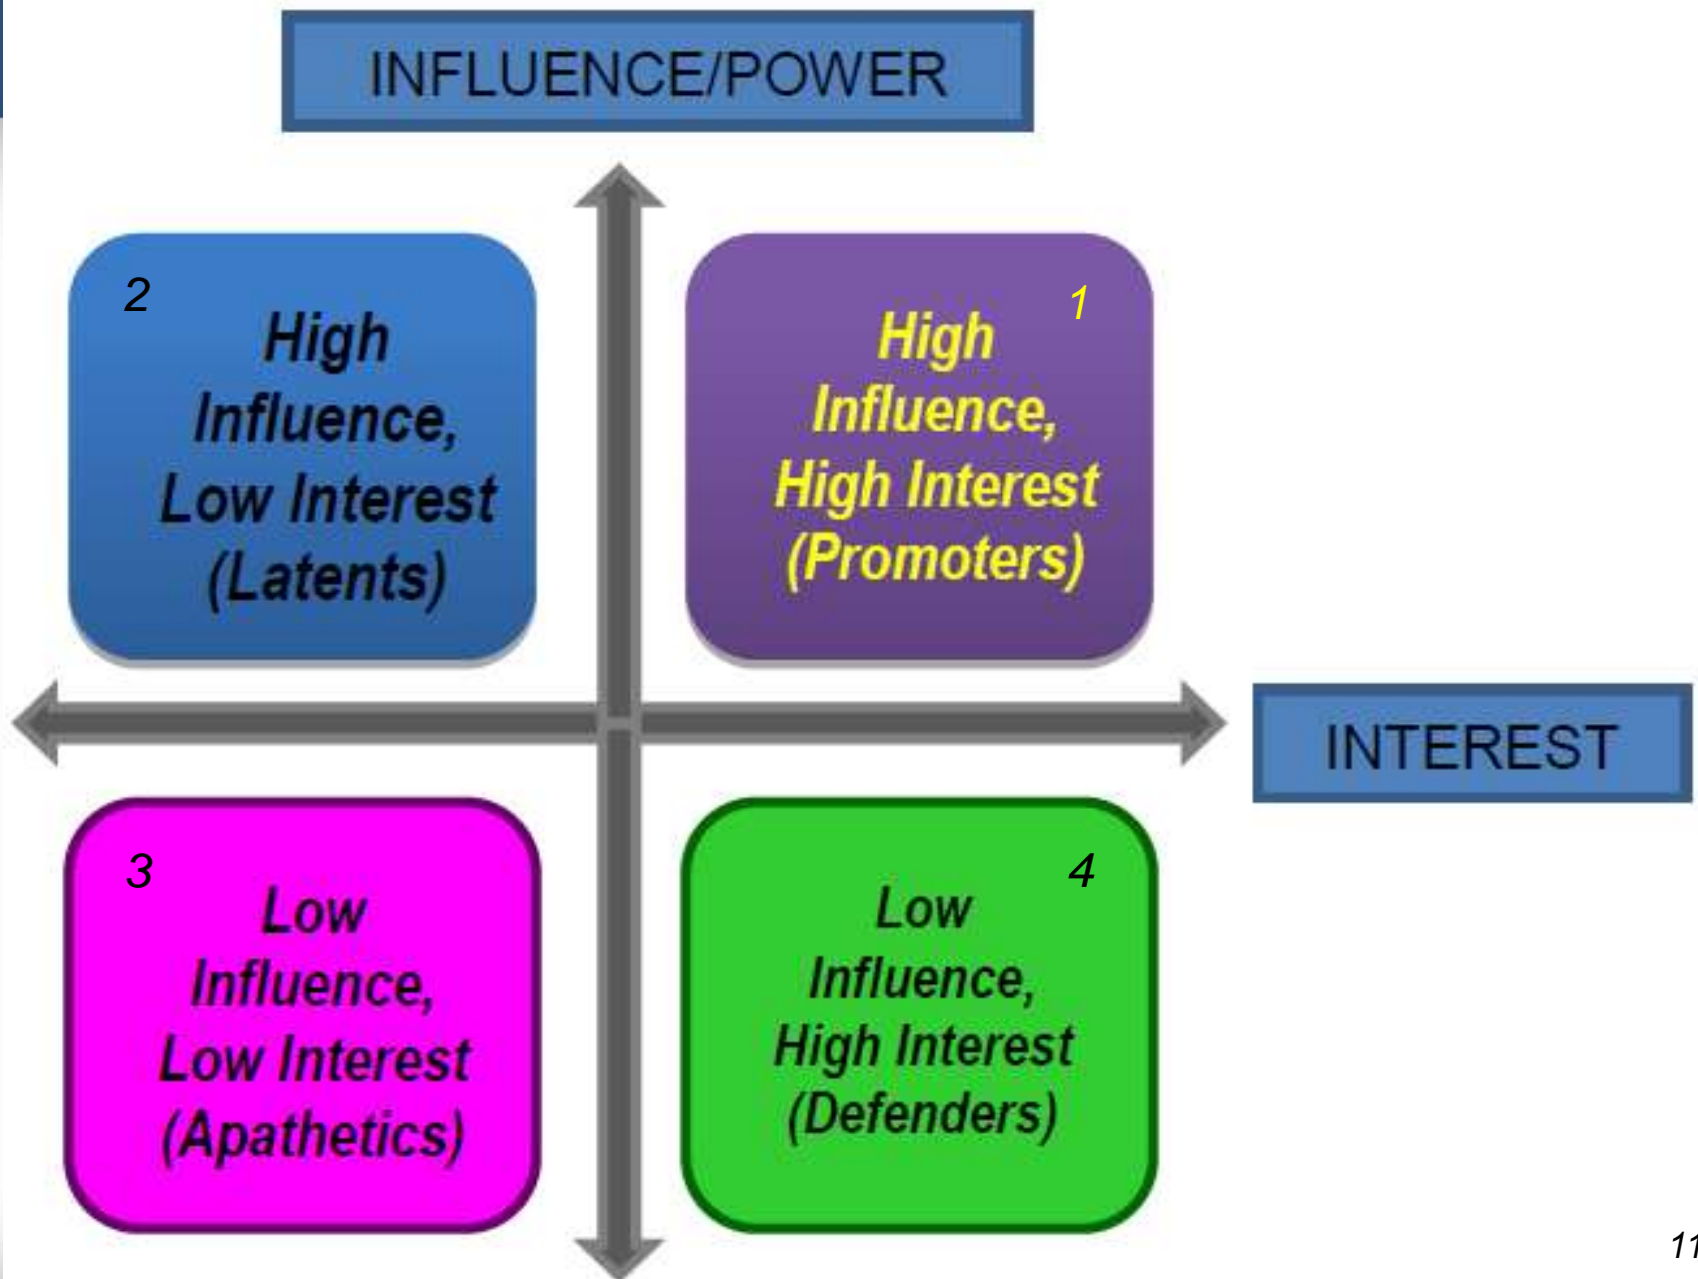 INFLUENCE/POWER
2
High
Influence,
Low Interest
(Latents)
1
High
Influence,
High Interest
(Promoters)
INTEREST
3
Low
Influence,
Low Interest
(Apathetics)
4
Low
Influence,
High Interest
(Defenders)
11